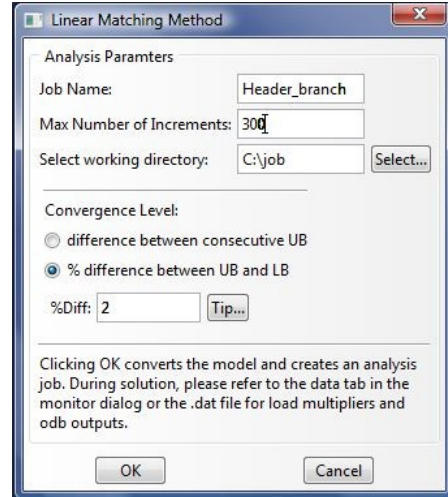 Linear Matching Method
Analysis Paramters
Job Name: Header_branch
Max Number of Increments: 300
Select working directory: C:\job Select...
Convergence Level:
difference between consecutive UB
% difference between UB and LB
%Diff: 2 Tip...
Clicking OK converts the model and creates an analysis
job. During solution, please refer to the data tab in the
monitor dialog or the .dat file for load multipliers and
odb outputs.
OK Cancel